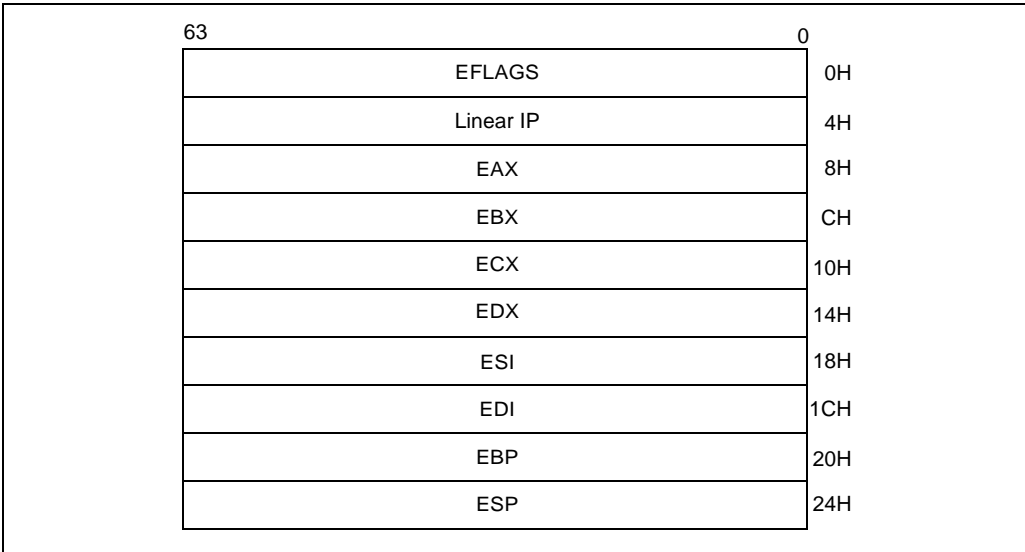 63 0
EFLAGS 0H
Linear IP 4H
EAX 8H
EBX CH
ECX 10H
EDX 14H
ESI 18H
EDI 1CH
EBP 20H
ESP 24H